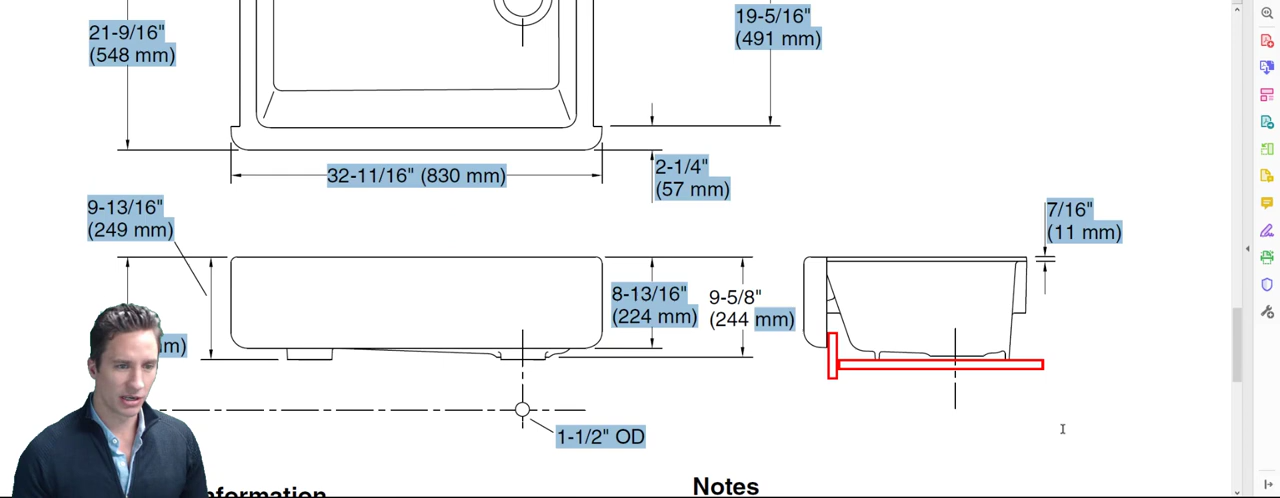 21-9/16"
(548 mm)
19-5/16"
(491 mm)
32-11/16" (830 mm)
2-1/4"
(57 mm)
9-13/16"
(249 mm)
7/16"
(11 mm)
8-13/16"
(224 mm)
9-5/8"
(244 mm)
1-1/2" OD
Notes